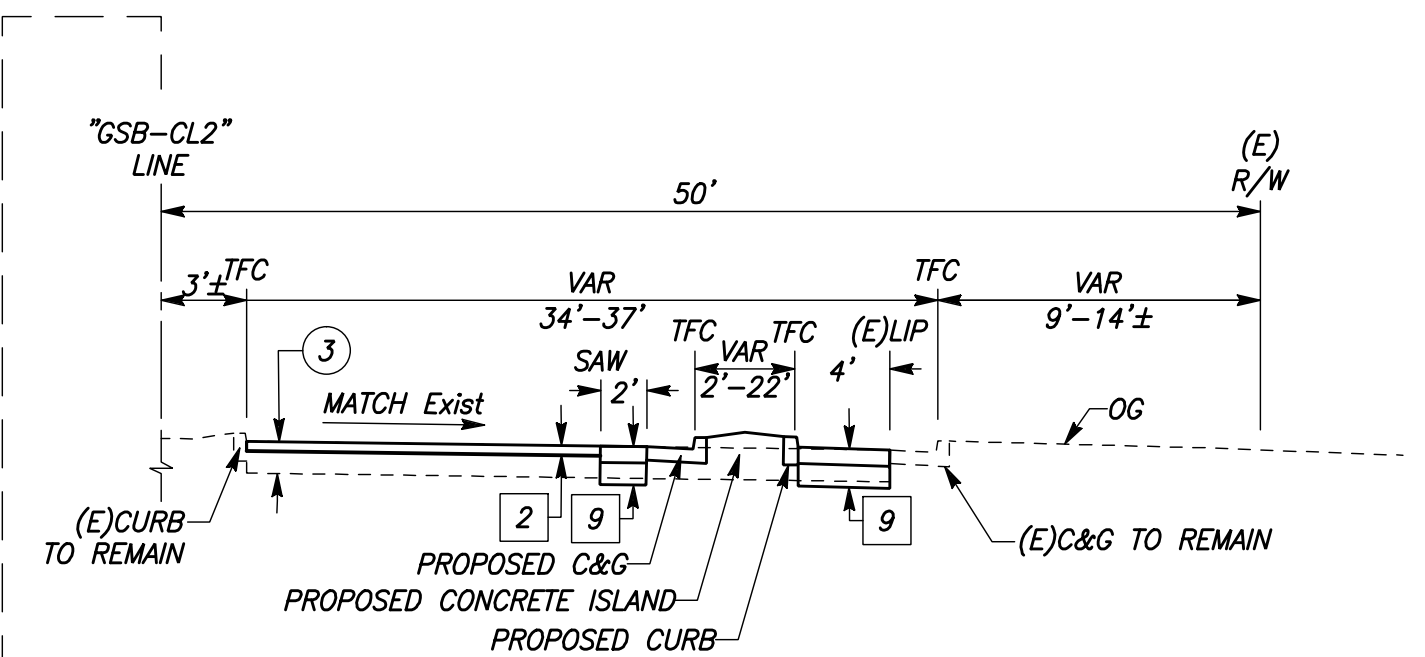 "GSB-CL2"
LINE
(E)
R/W
50'
3'±
TFC
VAR
34'-37'
TFC
VAR
9'-14'±
3
SAW
2'
TFC
VAR
2'-22'
TFC
(E)LIP
4'
MATCH Exist
OG
(E)CURB
TO REMAIN
2
9
9
(E)C&G TO REMAIN
PROPOSED C&G
PROPOSED CONCRETE ISLAND
PROPOSED CURB